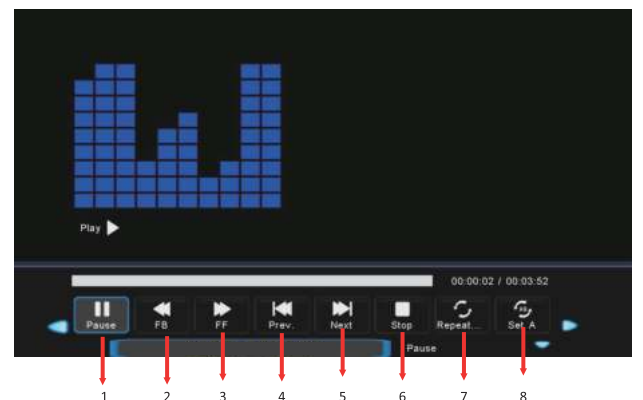 Play
00:00:02 / 00:03:52
Pause FB FF Prev. Next Stop Repeat... Set A
Pause
1 2 3 4 5 6 7 8